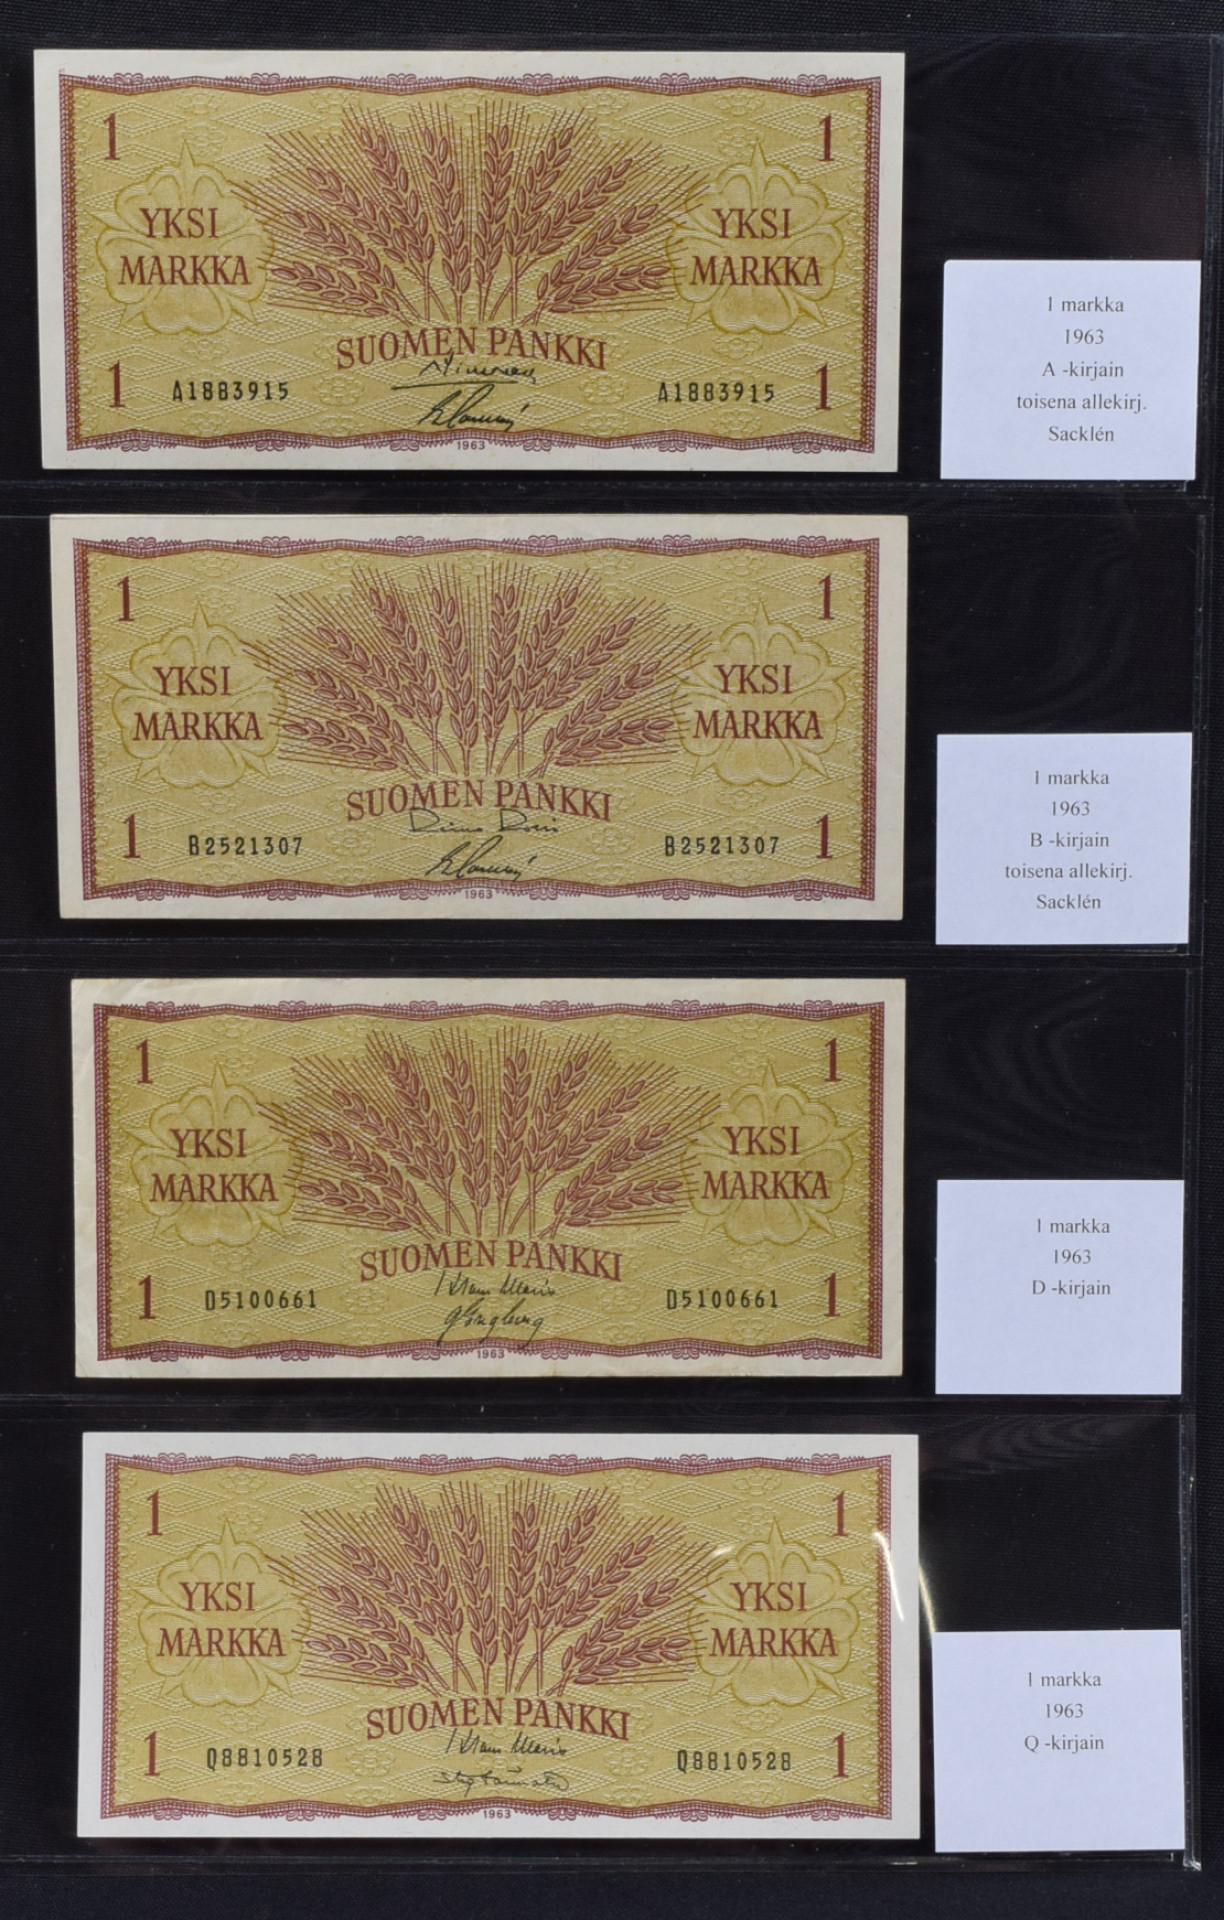 1 1
YKSI YKSI
MARKKA MARKKA
SUOMEN PANKKI
1 A1883915 A1883915 1
1963
1 markka
1963
A -kirjain
toisena allekirj.
Sacklén
1 1
YKSI YKSI
MARKKA MARKKA
SUOMEN PANKKI
1 B2521307 B2521307 1
1963
1 markka
1963
B -kirjain
toisena allekirj.
Sacklén
1 1
YKSI YKSI
MARKKA MARKKA
SUOMEN PANKKI
1 D5100661 D5100661 1
1963
1 markka
1963
D -kirjain
1 1
YKSI YKSI
MARKKA MARKKA
SUOMEN PANKKI
1 Q8810528 Q8810528 1
1963
1 markka
1963
Q -kirjain